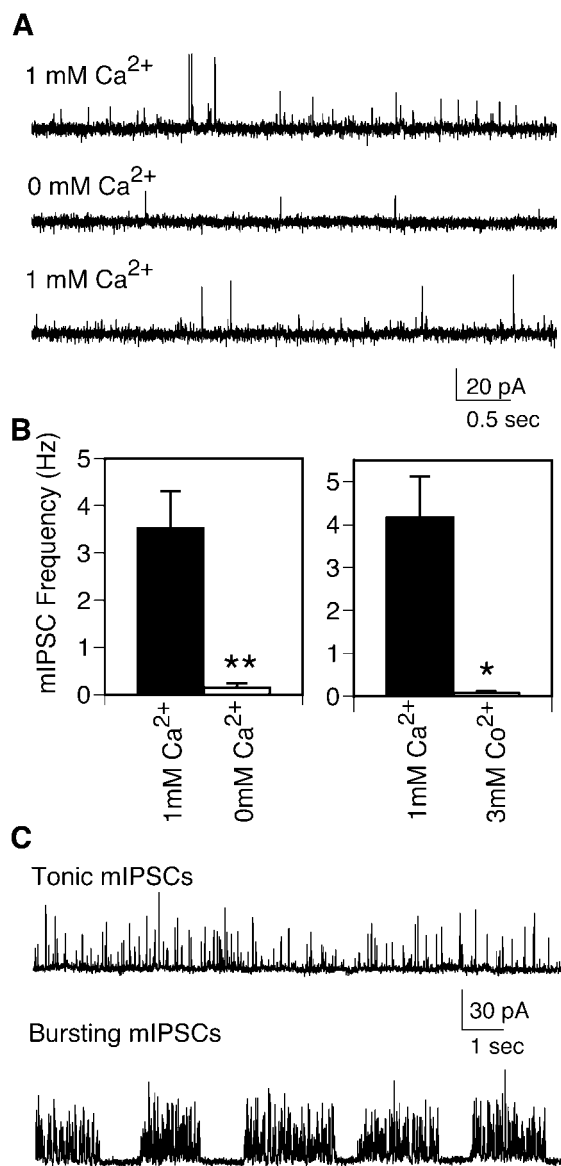 A
1 mM Ca2+
0 mM Ca2+
1 mM Ca2+
20 pA
0.5 sec
B
mIPSC Frequency (Hz)
5
4
3
2
1
0
**
1mM Ca2+
0mM Ca2+
5
4
3
2
1
0
*
1mM Ca2+
3mM Co2+
C
Tonic mIPSCs
30 pA
1 sec
Bursting mIPSCs